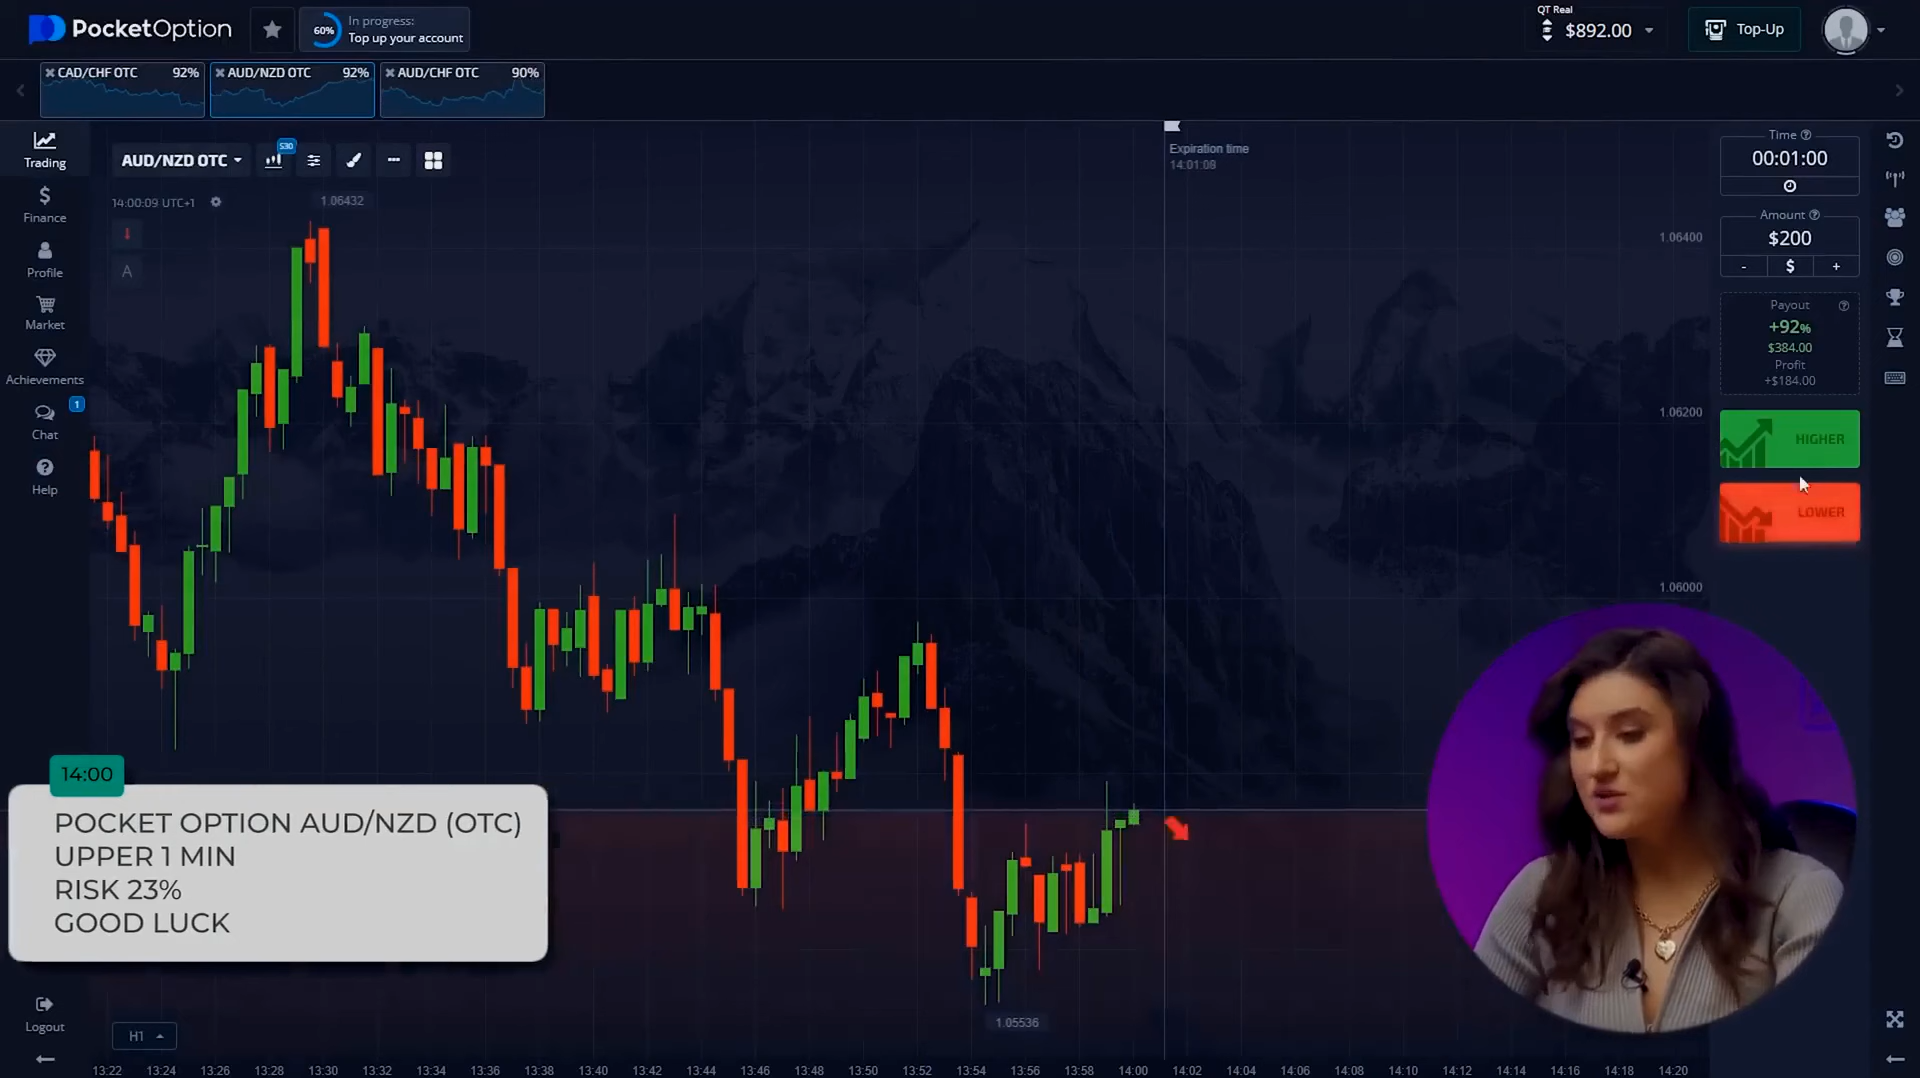 PocketOption
60%
In progress:
Top up your account
QT Real
$892.00
Top-Up
CAD/CHF OTC 92%
AUD/NZD OTC 92%
AUD/CHF OTC 90%
Trading
Finance
Profile
Market
Achievements
1
Chat
Help
Logout
AUD/NZD OTC
S30
14:00:09 UTC+1
A
1.06432
Expiration time
14:01:08
1.06400
1.06200
1.06000
Time
00:01:00
Amount
$200
- $ +
Payout
+92%
$384.00
Profit
+$184.00
HIGHER
LOWER
14:00
POCKET OPTION AUD/NZD (OTC)
UPPER 1 MIN
RISK 23%
GOOD LUCK
1.05536
H1
13:22 13:24 13:26 13:28 13:30 13:32 13:34 13:36 13:38 13:40 13:42 13:44 13:46 13:48 13:50 13:52 13:54 13:56 13:58 14:00 14:02 14:04 14:06 14:08 14:10 14:12 14:14 14:16 14:18 14:20